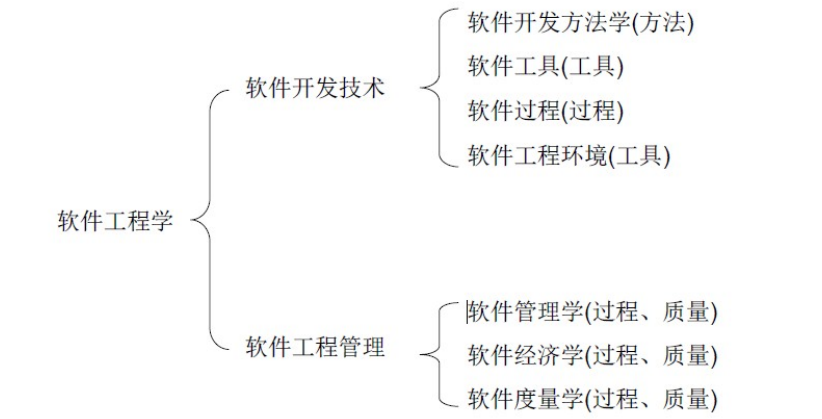 软件开发方法学(方法)
软件工具(工具)
软件开发技术
软件过程(过程)
软件工程环境(工具)
软件工程学
软件管理学(过程、质量)
软件工程管理
软件经济学(过程、质量)
软件度量学(过程、质量)